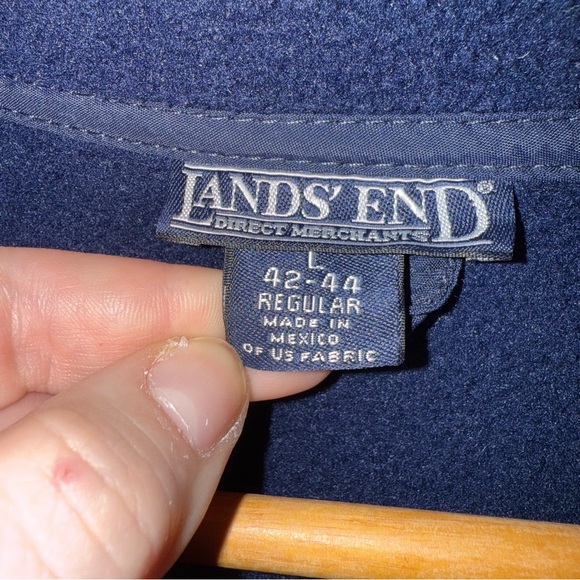 LANDS' END®
DIRECT MERCHANTS
L
42-44
REGULAR
MADE IN
MEXICO
OF US FABRIC